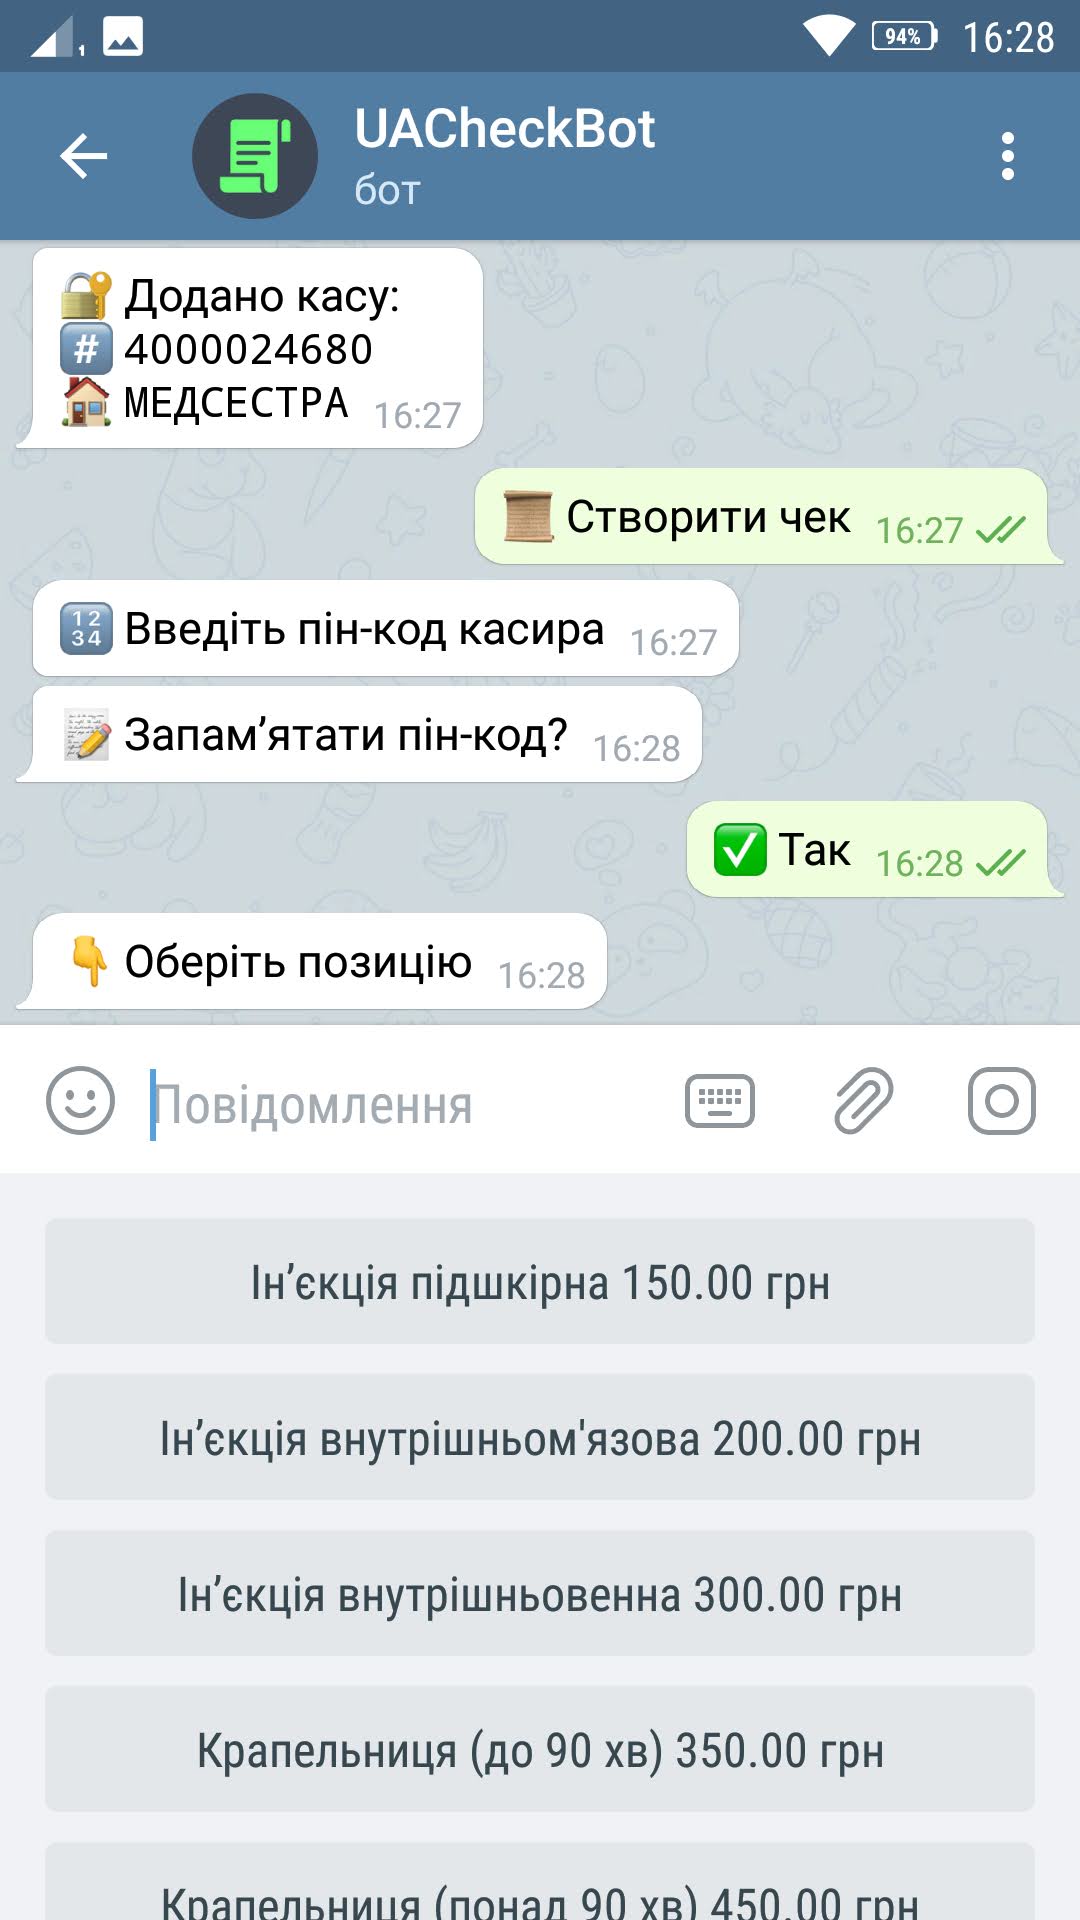 1
94%
16:28
UACheckBot
бот
🔐 Додано касу:
#️⃣ 4000024680
🏠 МЕДСЕСТРА 16:27
📜 Створити чек 16:27
🔢 Введіть пін-код касира 16:27
📝 Запам’ятати пін-код? 16:28
✅ Так 16:28
👇 Оберіть позицію 16:28
Повідомлення
Ін’єкція підшкірна 150.00 грн
Ін’єкція внутрішньом'язова 200.00 грн
Ін’єкція внутрішньовенна 300.00 грн
Крапельниця (до 90 хв) 350.00 грн
Крапельниця (понад 90 хв) 450.00 грн